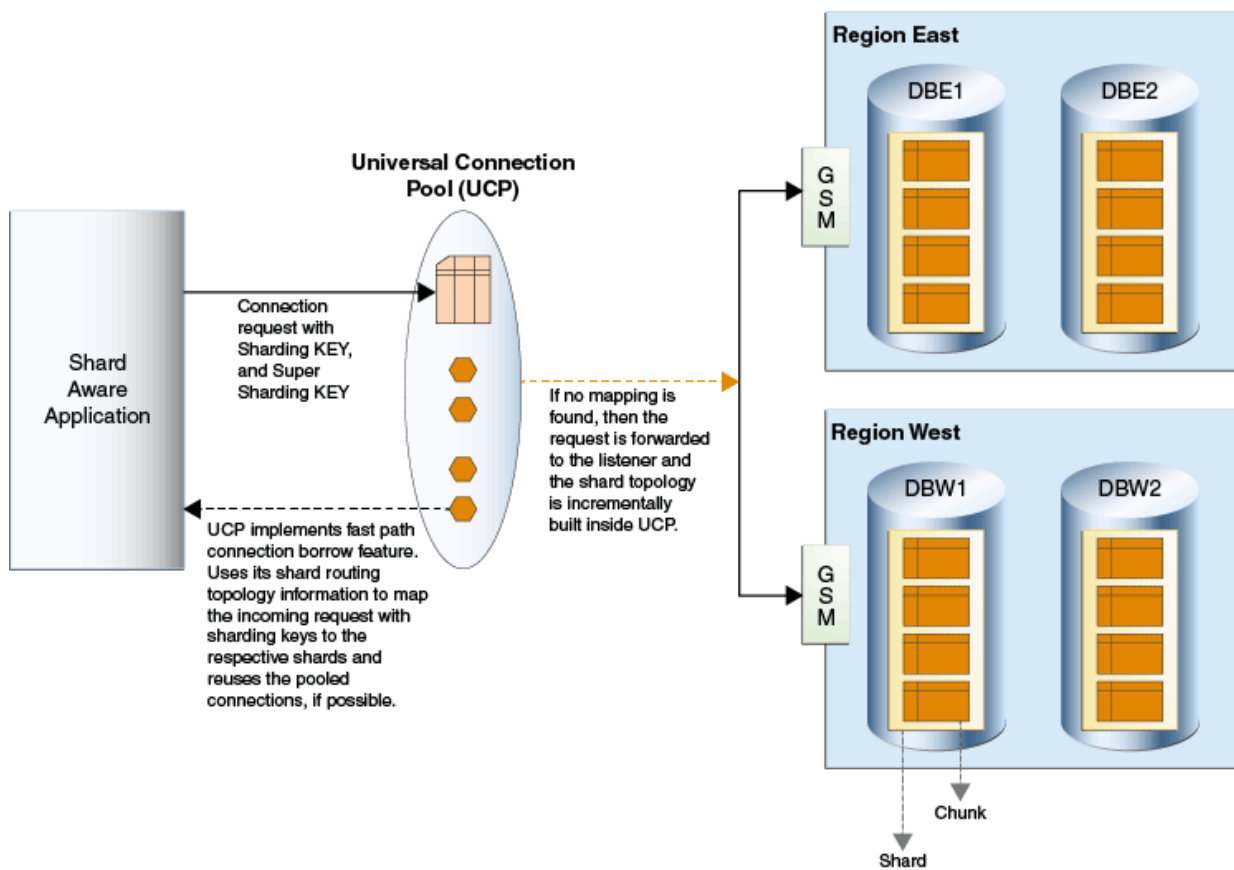 Shard
Aware
Application
Connection
request with
Sharding KEY,
and Super
Sharding KEY
UCP implements fast path
connection borrow feature.
Uses its shard routing
topology information to map
the incoming request with
sharding keys to the
respective shards and
reuses the pooled
connections, if possible.
Universal Connection
Pool (UCP)
If no mapping is
found, then the
request is forwarded
to the listener and
the shard topology
is incrementally
built inside UCP.
Region East
G
S
M
DBE1
DBE2
Region West
G
S
M
DBW1
DBW2
Chunk
Shard